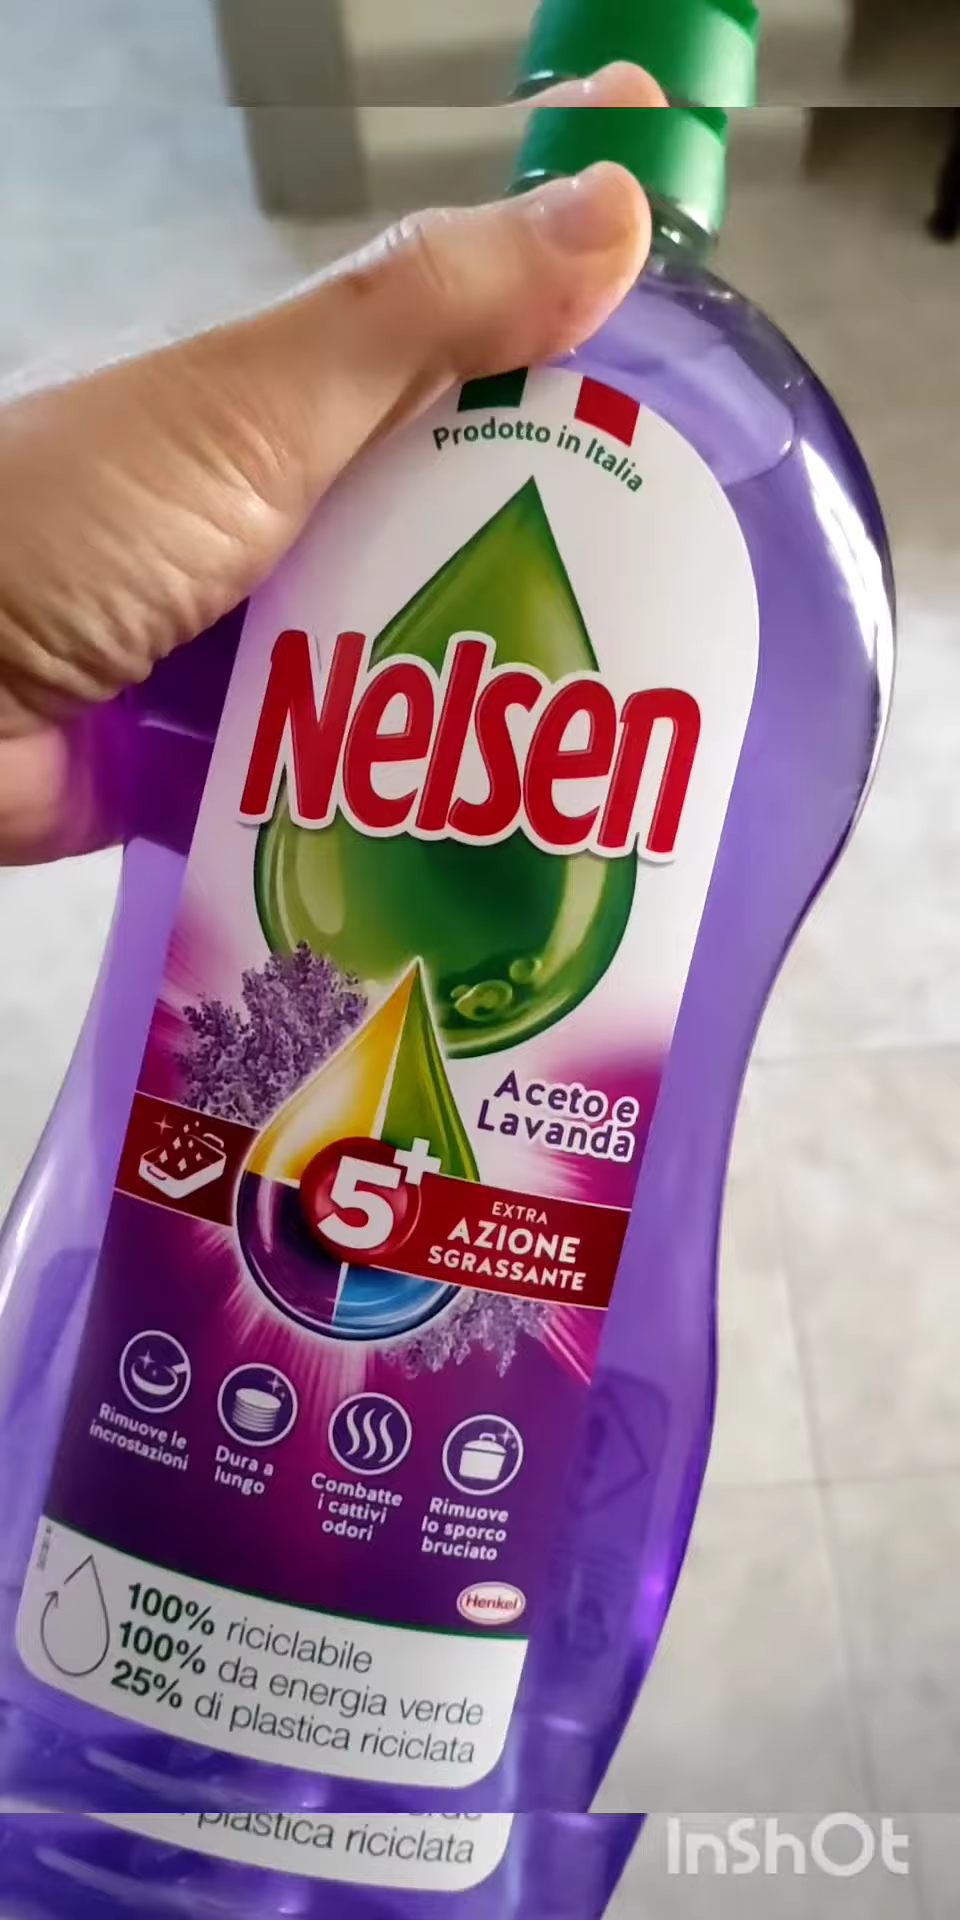 Prodotto in Italia
Nelsen
Aceto e
Lavanda
5+
EXTRA
AZIONE
SGRASSANTE
Rimuove le
incrostazioni
Dura a
lungo
Combatte
i cattivi
odori
Rimuove
lo sporco
bruciato
Henkel
100% riciclabile
100% da energia verde
25% di plastica riciclata
plastica riciclata
InShOt